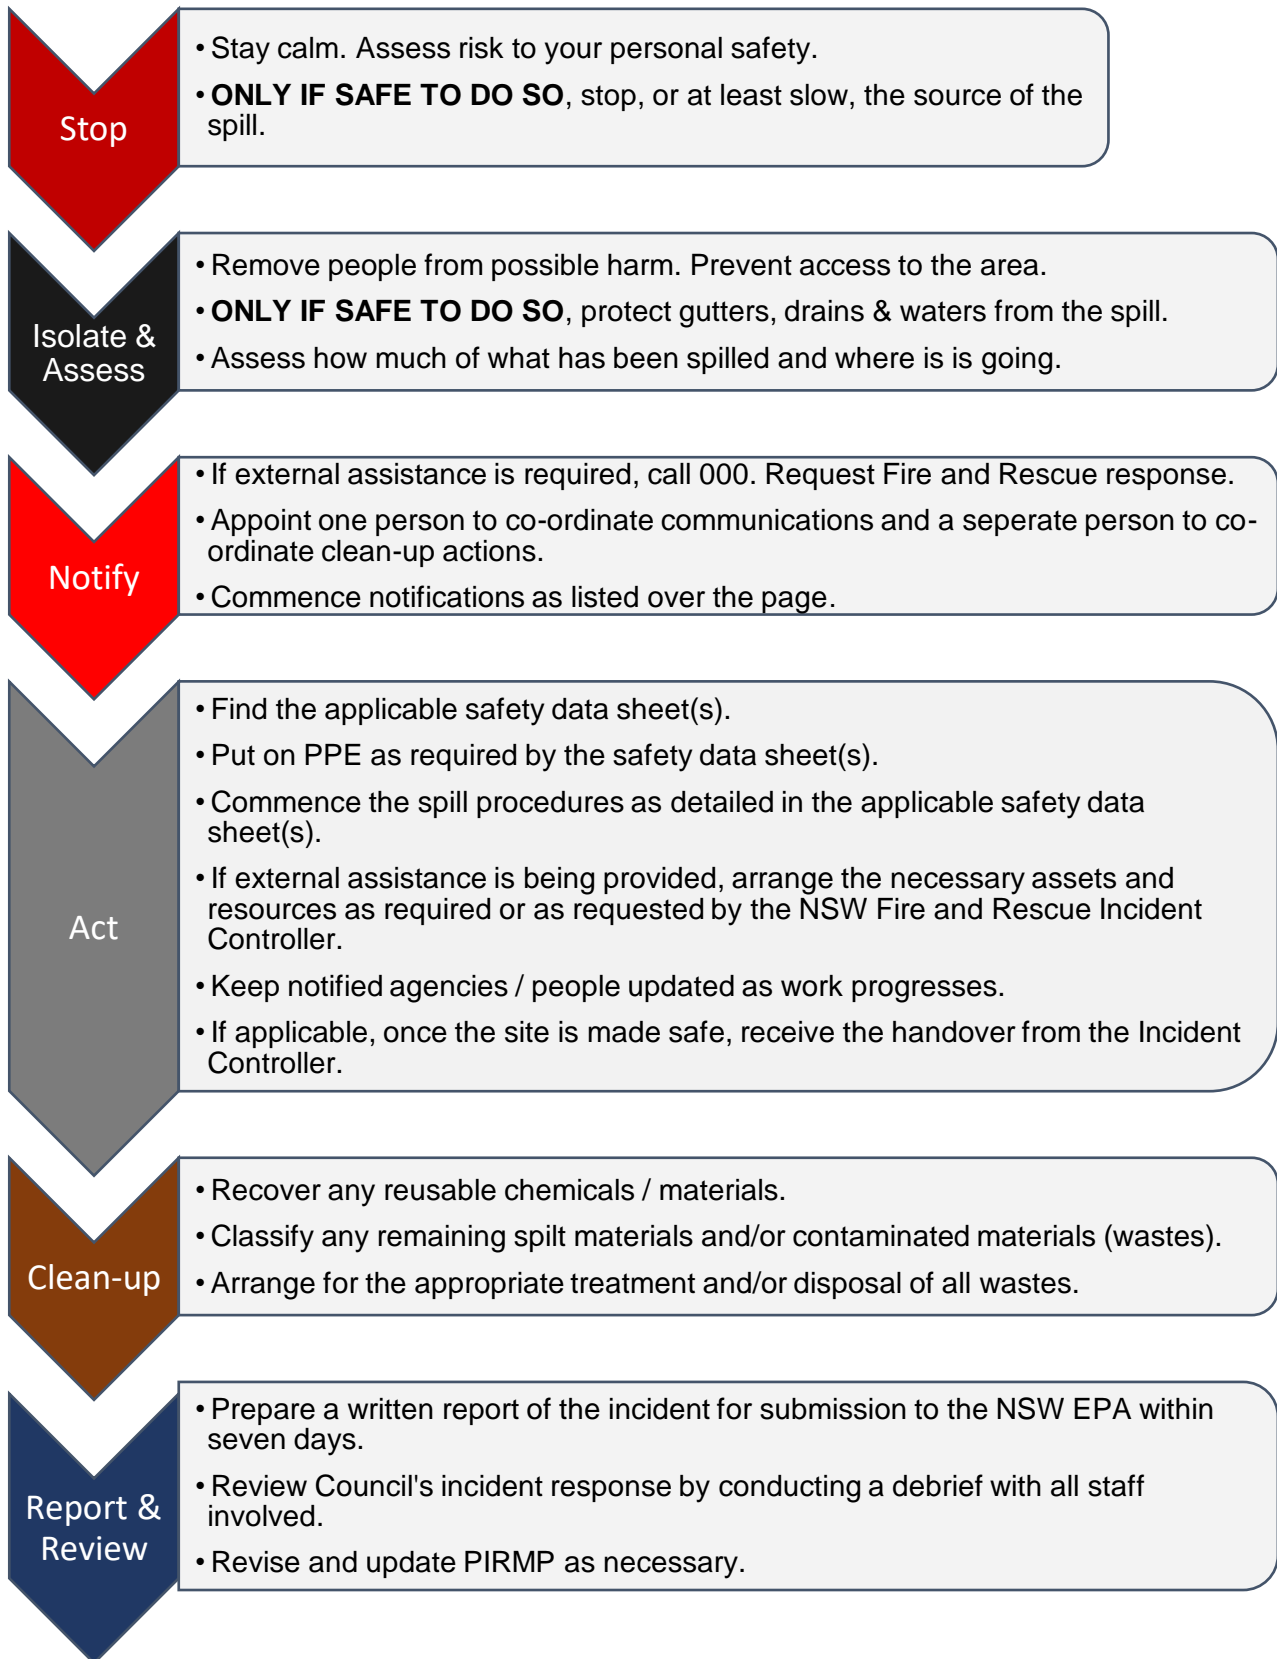 Stop
• Stay calm. Assess risk to your personal safety.
• ONLY IF SAFE TO DO SO, stop, or at least slow, the source of the
spill.
Isolate &
Assess
• Remove people from possible harm. Prevent access to the area.
• ONLY IF SAFE TO DO SO, protect gutters, drains & waters from the spill.
• Assess how much of what has been spilled and where is is going.
Notify
• If external assistance is required, call 000. Request Fire and Rescue response.
• Appoint one person to co-ordinate communications and a seperate person to co-
ordinate clean-up actions.
• Commence notifications as listed over the page.
Act
• Find the applicable safety data sheet(s).
• Put on PPE as required by the safety data sheet(s).
• Commence the spill procedures as detailed in the applicable safety data
sheet(s).
• If external assistance is being provided, arrange the necessary assets and
resources as required or as requested by the NSW Fire and Rescue Incident
Controller.
• Keep notified agencies / people updated as work progresses.
• If applicable, once the site is made safe, receive the handover from the Incident
Controller.
Clean-up
• Recover any reusable chemicals / materials.
• Classify any remaining spilt materials and/or contaminated materials (wastes).
• Arrange for the appropriate treatment and/or disposal of all wastes.
Report &
Review
• Prepare a written report of the incident for submission to the NSW EPA within
seven days.
• Review Council's incident response by conducting a debrief with all staff
involved.
• Revise and update PIRMP as necessary.